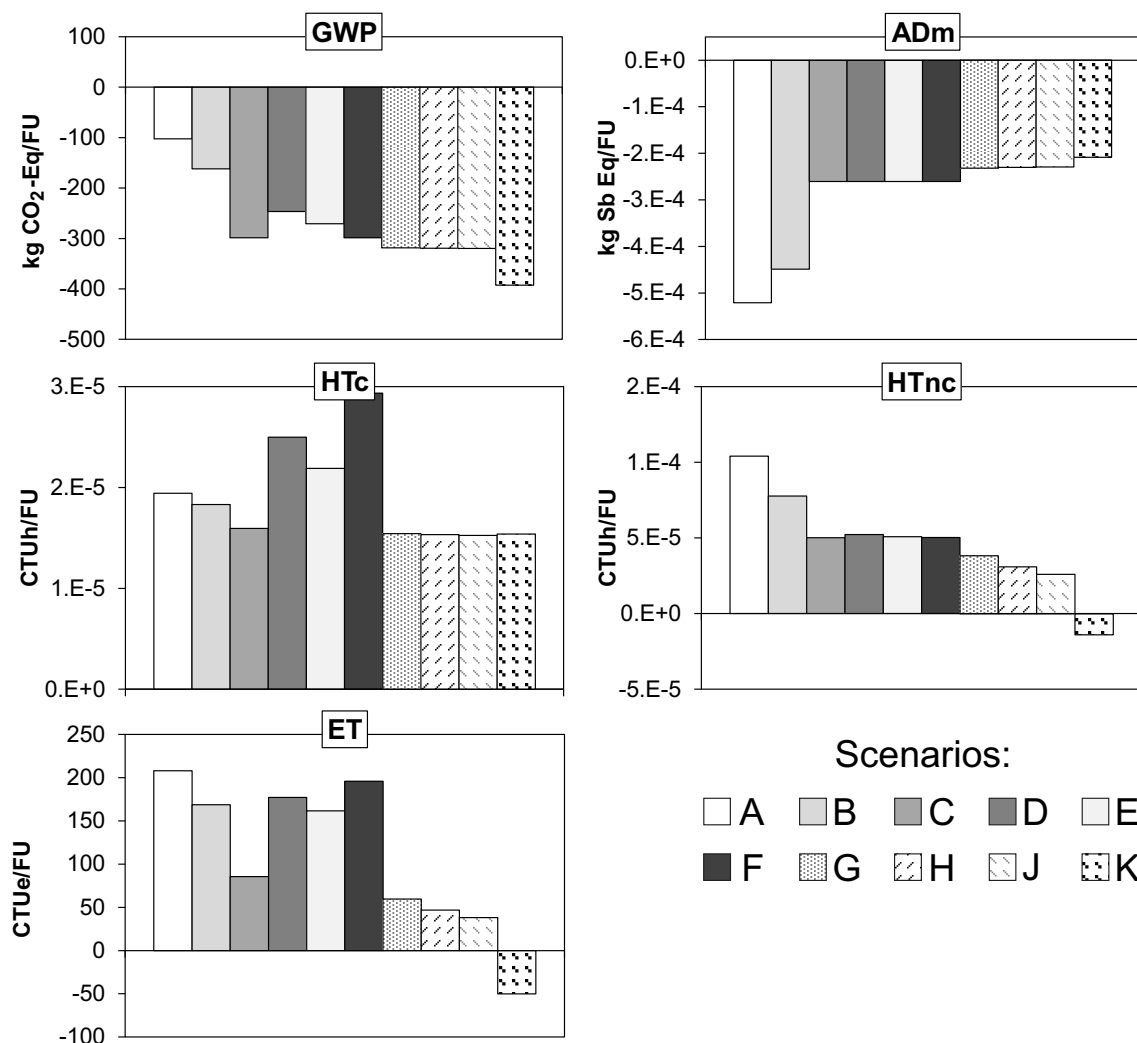 GWP
100
0
-100
-200
-300
-400
-500
kg CO₂-Eq/FU
ADm
0.E+0
-1.E-4
-2.E-4
-3.E-4
-4.E-4
-5.E-4
-6.E-4
kg Sb Eq/FU
HTc
3.E-5
2.E-5
1.E-5
0.E+0
CTUh/FU
HTnc
2.E-4
1.E-4
5.E-5
0.E+0
-5.E-5
CTUh/FU
ET
250
200
150
100
50
0
-50
-100
CTUe/FU
Scenarios:
A B C D E
F G H J K